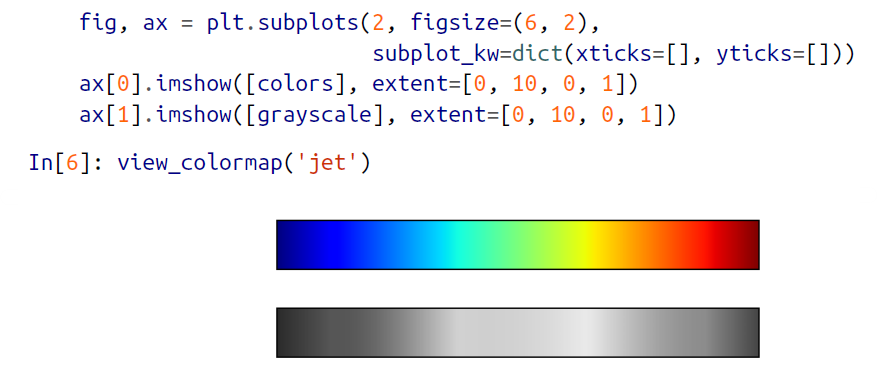 fig, ax = plt.subplots(2, figsize=(6, 2),
subplot_kw=dict(xticks=[], yticks=[]))
ax[0].imshow([colors], extent=[0, 10, 0, 1])
ax[1].imshow([grayscale], extent=[0, 10, 0, 1])
In[6]: view_colormap('jet')